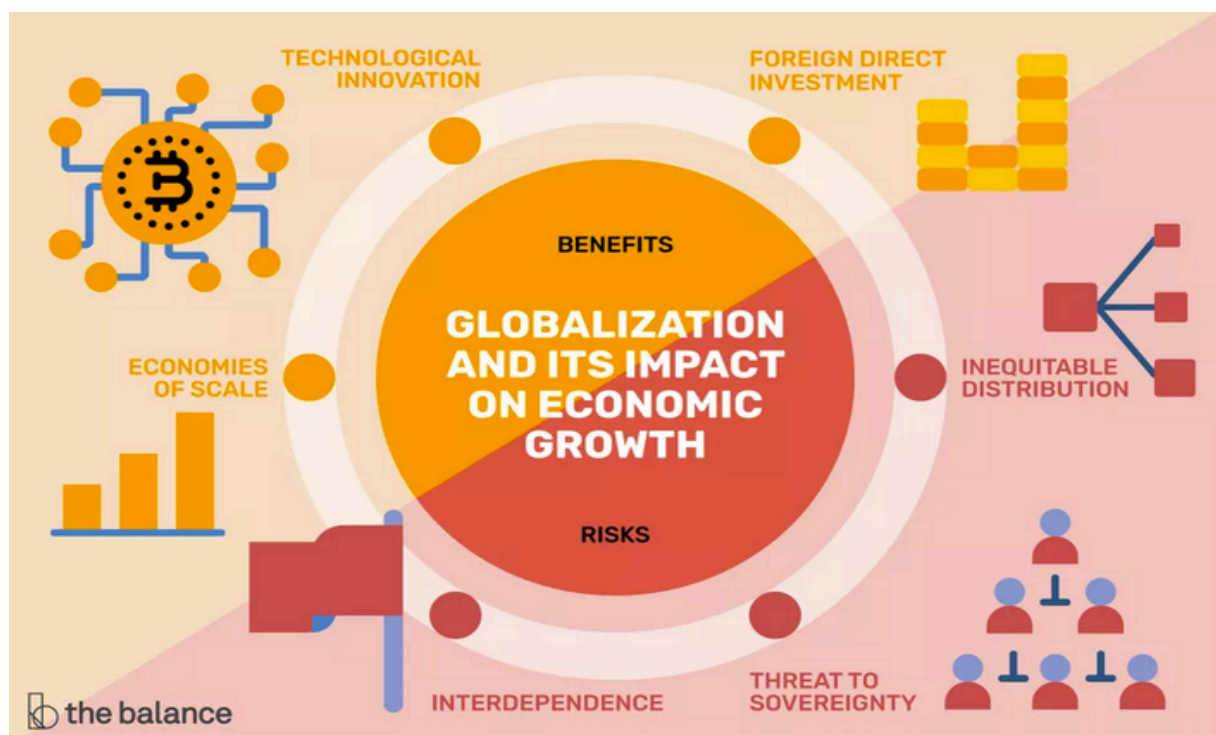 TECHNOLOGICAL
INNOVATION
FOREIGN DIRECT
INVESTMENT
BENEFITS
GLOBALIZATION
AND ITS IMPACT
ON ECONOMIC
GROWTH
ECONOMIES
OF SCALE
INEQUITABLE
DISTRIBUTION
RISKS
INTERDEPENDENCE
THREAT TO
SOVEREIGNTY
the balance